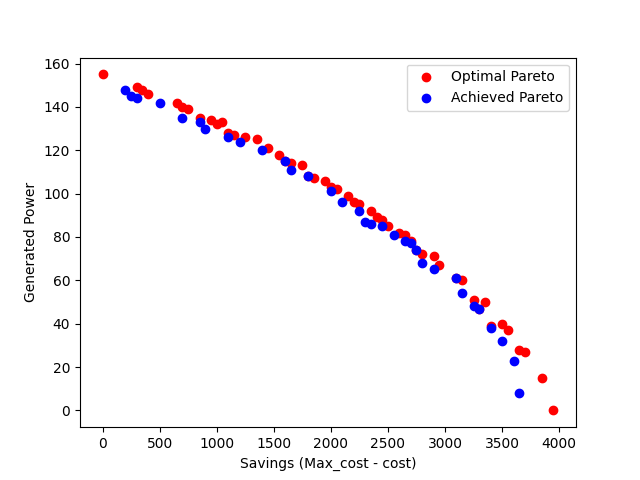 Optimal Pareto
Achieved Pareto
160
140
120
100
80
60
40
20
0
Generated Power
0 500 1000 1500 2000 2500 3000 3500 4000
Savings (Max_cost - cost)